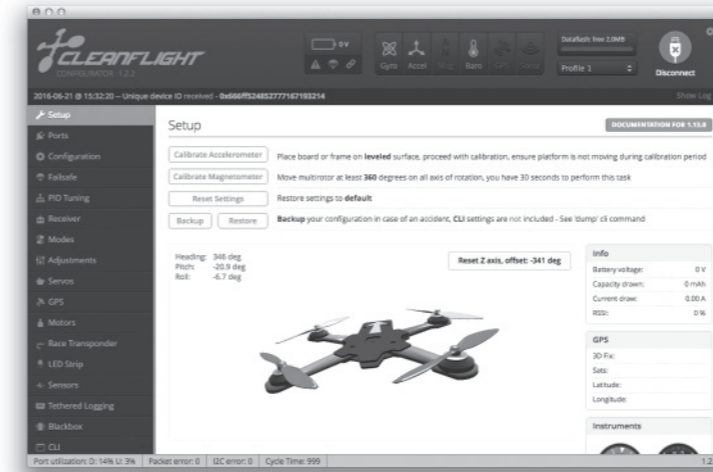 CLEANFLIGHT
CONFIGURATOR 1.2.2
0 V
Gyro Accel Mag Baro GPS Sonar
Dataflash: free 2.0MB
Profile 1
Disconnect
2016-06-21 @ 15:32:20 -- Unique device ID received - 0x666ff524852777167193214
Show Log
Setup
Ports
Configuration
Failsafe
PID Tuning
Receiver
Modes
Adjustments
Servos
GPS
Motors
Race Transponder
LED Strip
Sensors
Tethered Logging
Blackbox
CLI
Setup
DOCUMENTATION FOR 1.13.0
Calibrate Accelerometer
Place board or frame on leveled surface, proceed with calibration, ensure platform is not moving during calibration period
Calibrate Magnetometer
Move multirotor at least 360 degrees on all axis of rotation, you have 30 seconds to perform this task
Reset Settings
Restore settings to default
Backup Restore
Backup your configuration in case of an accident, CLI settings are not included - See 'dump' cli command
Heading: 346 deg
Pitch: -20.9 deg
Roll: -6.7 deg
Reset Z axis, offset: -341 deg
Info
Battery voltage: 0 V
Capacity drawn: 0 mAh
Current draw: 0.00 A
RSSI: 0 %
GPS
3D Fix:
Sats:
Latitude:
Longitude:
Instruments
Port utilization: D: 14% U: 3% Packet error: 0 I2C error: 0 Cycle Time: 999